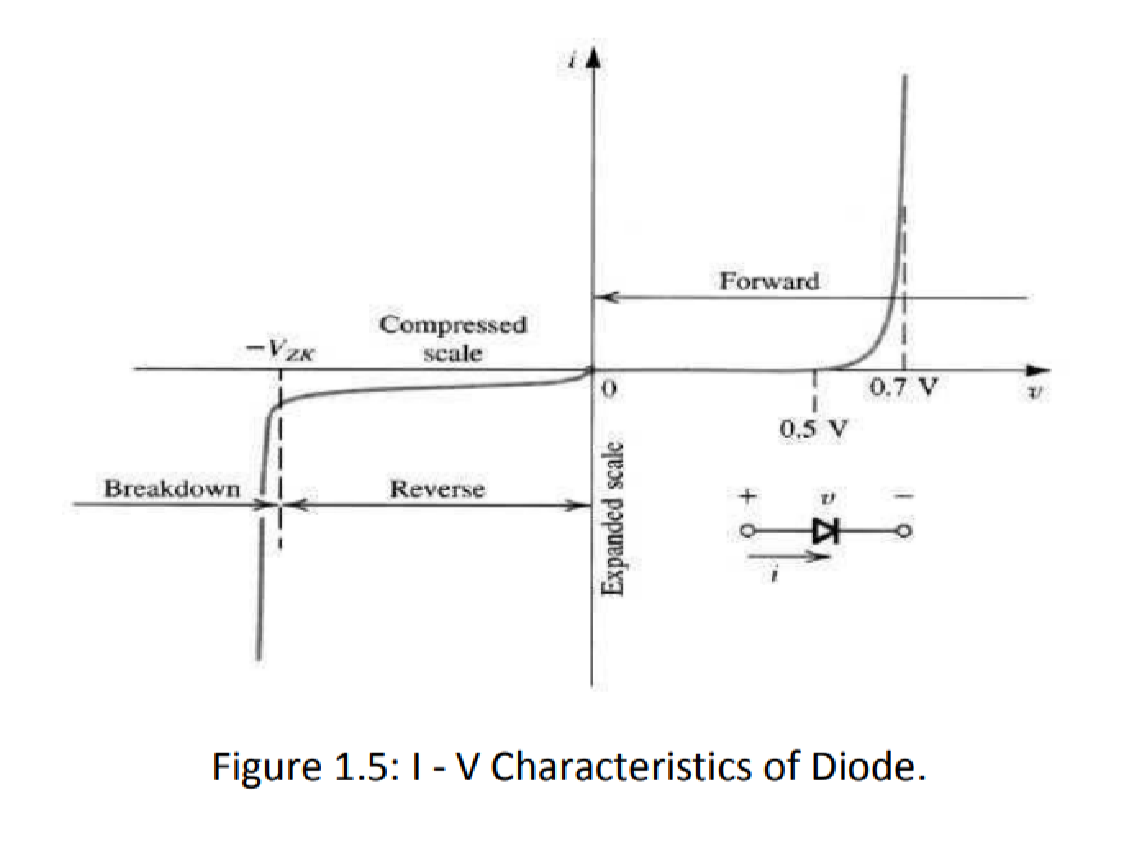 i
Forward
Compressed
scale
−V_ZK
0
0.7 V
v
0.5 V
Breakdown
Reverse
Expanded scale
+ v −
i
Figure 1.5: I - V Characteristics of Diode.